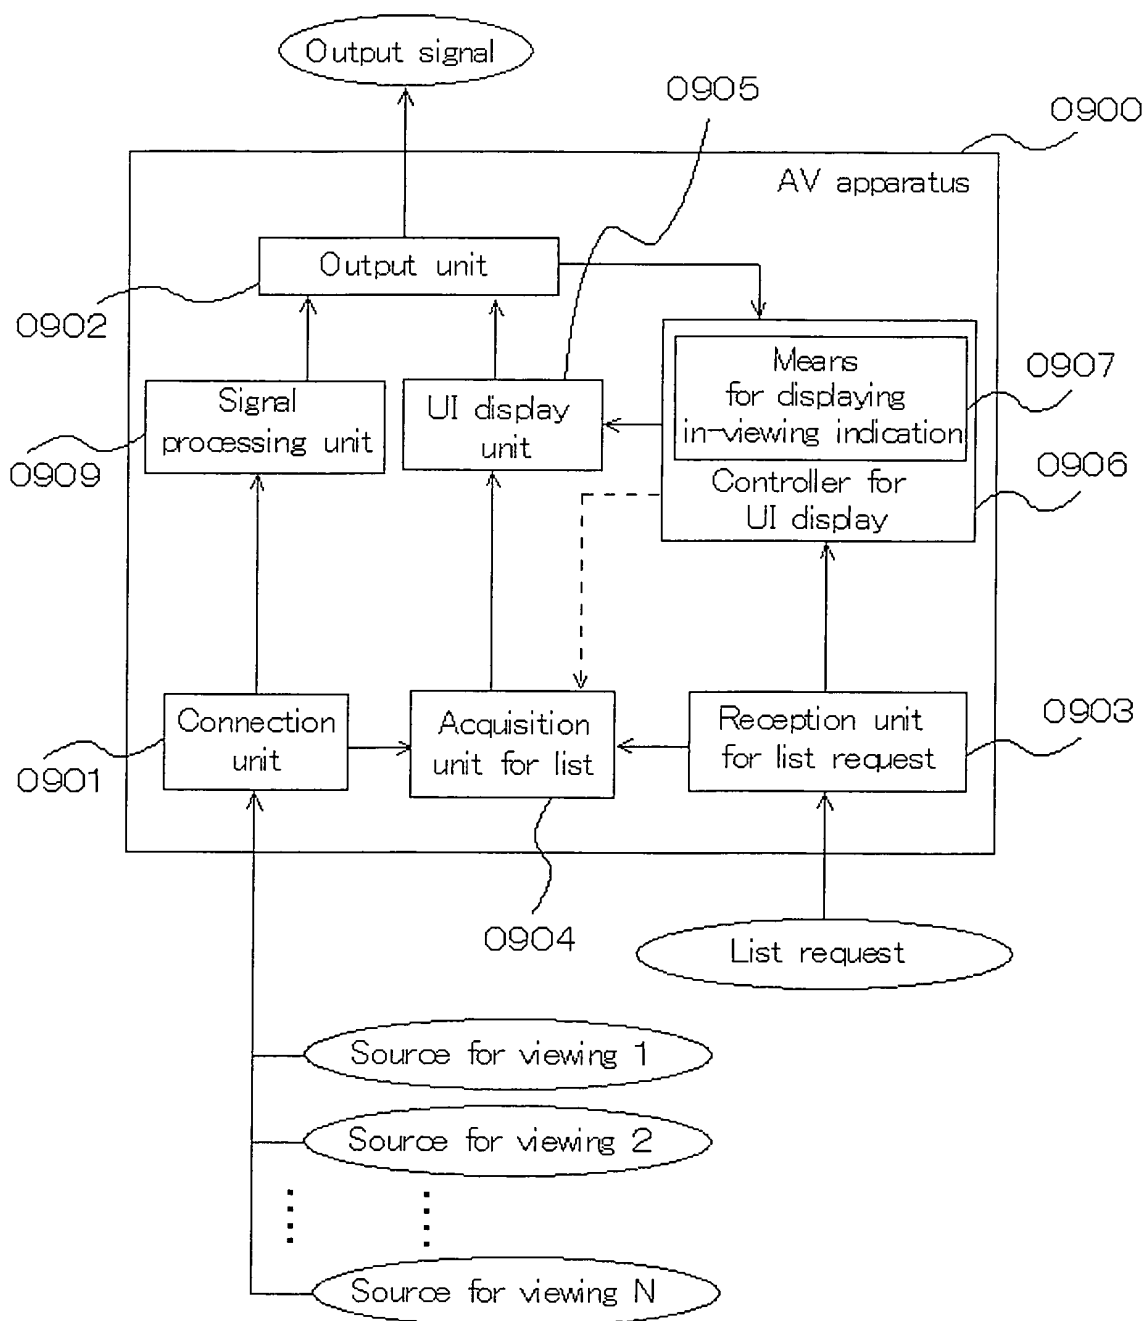 Output signal
0905
0900
AV apparatus
Output unit
0902
Means
for displaying
in-viewing indication
0907
Signal
processing unit
UI display
unit
0909
0906
Controller for
UI display
Connection
unit
Acquisition
unit for list
Reception unit
for list request
0903
0901
0904
List request
Source for viewing 1
Source for viewing 2
Source for viewing N